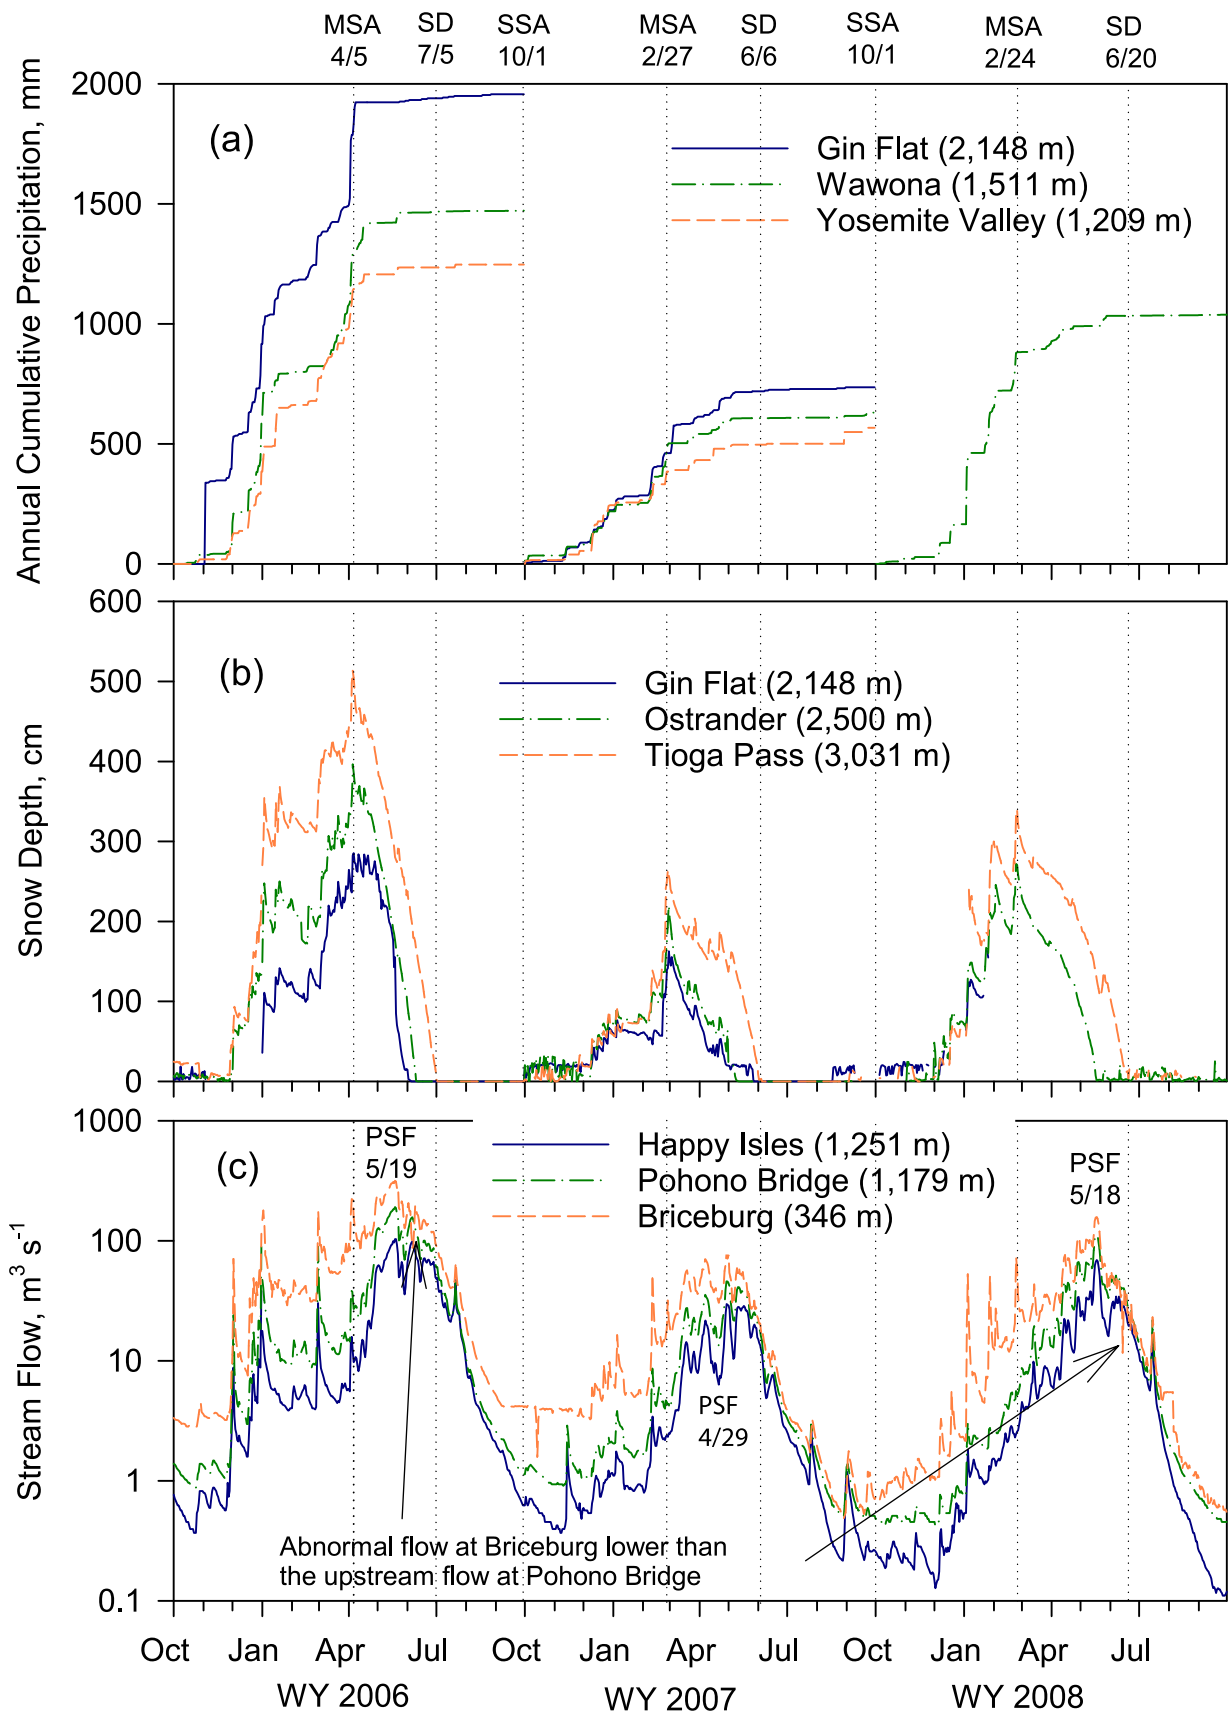 MSA SD SSA MSA SD SSA MSA SD
4/5 7/5 10/1 2/27 6/6 10/1 2/24 6/20
Annual Cumulative Precipitation, mm
2000
1500
1000
500
0
(a)
Gin Flat (2,148 m)
Wawona (1,511 m)
Yosemite Valley (1,209 m)
Snow Depth, cm
600
500
400
300
200
100
0
(b)
Gin Flat (2,148 m)
Ostrander (2,500 m)
Tioga Pass (3,031 m)
Stream Flow, m³ s⁻¹
1000
100
10
1
0.1
(c)
PSF
5/19
Happy Isles (1,251 m)
Pohono Bridge (1,179 m)
Briceburg (346 m)
PSF
5/18
PSF
4/29
Abnormal flow at Briceburg lower than
the upstream flow at Pohono Bridge
Oct Jan Apr Jul Oct Jan Apr Jul Oct Jan Apr Jul
WY 2006 WY 2007 WY 2008